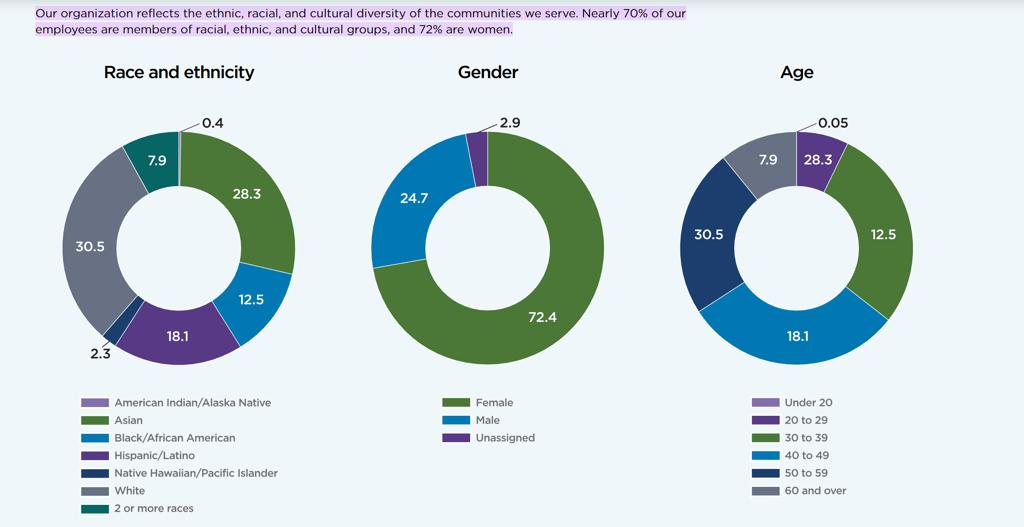 Our organization reflects the ethnic, racial, and cultural diversity of the communities we serve. Nearly 70% of our
employees are members of racial, ethnic, and cultural groups, and 72% are women.
Race and ethnicity
0.4
7.9
28.3
30.5
12.5
18.1
2.3
American Indian/Alaska Native
Asian
Black/African American
Hispanic/Latino
Native Hawaiian/Pacific Islander
White
2 or more races
Gender
2.9
24.7
72.4
Female
Male
Unassigned
Age
0.05
7.9
28.3
30.5
12.5
18.1
Under 20
20 to 29
30 to 39
40 to 49
50 to 59
60 and over